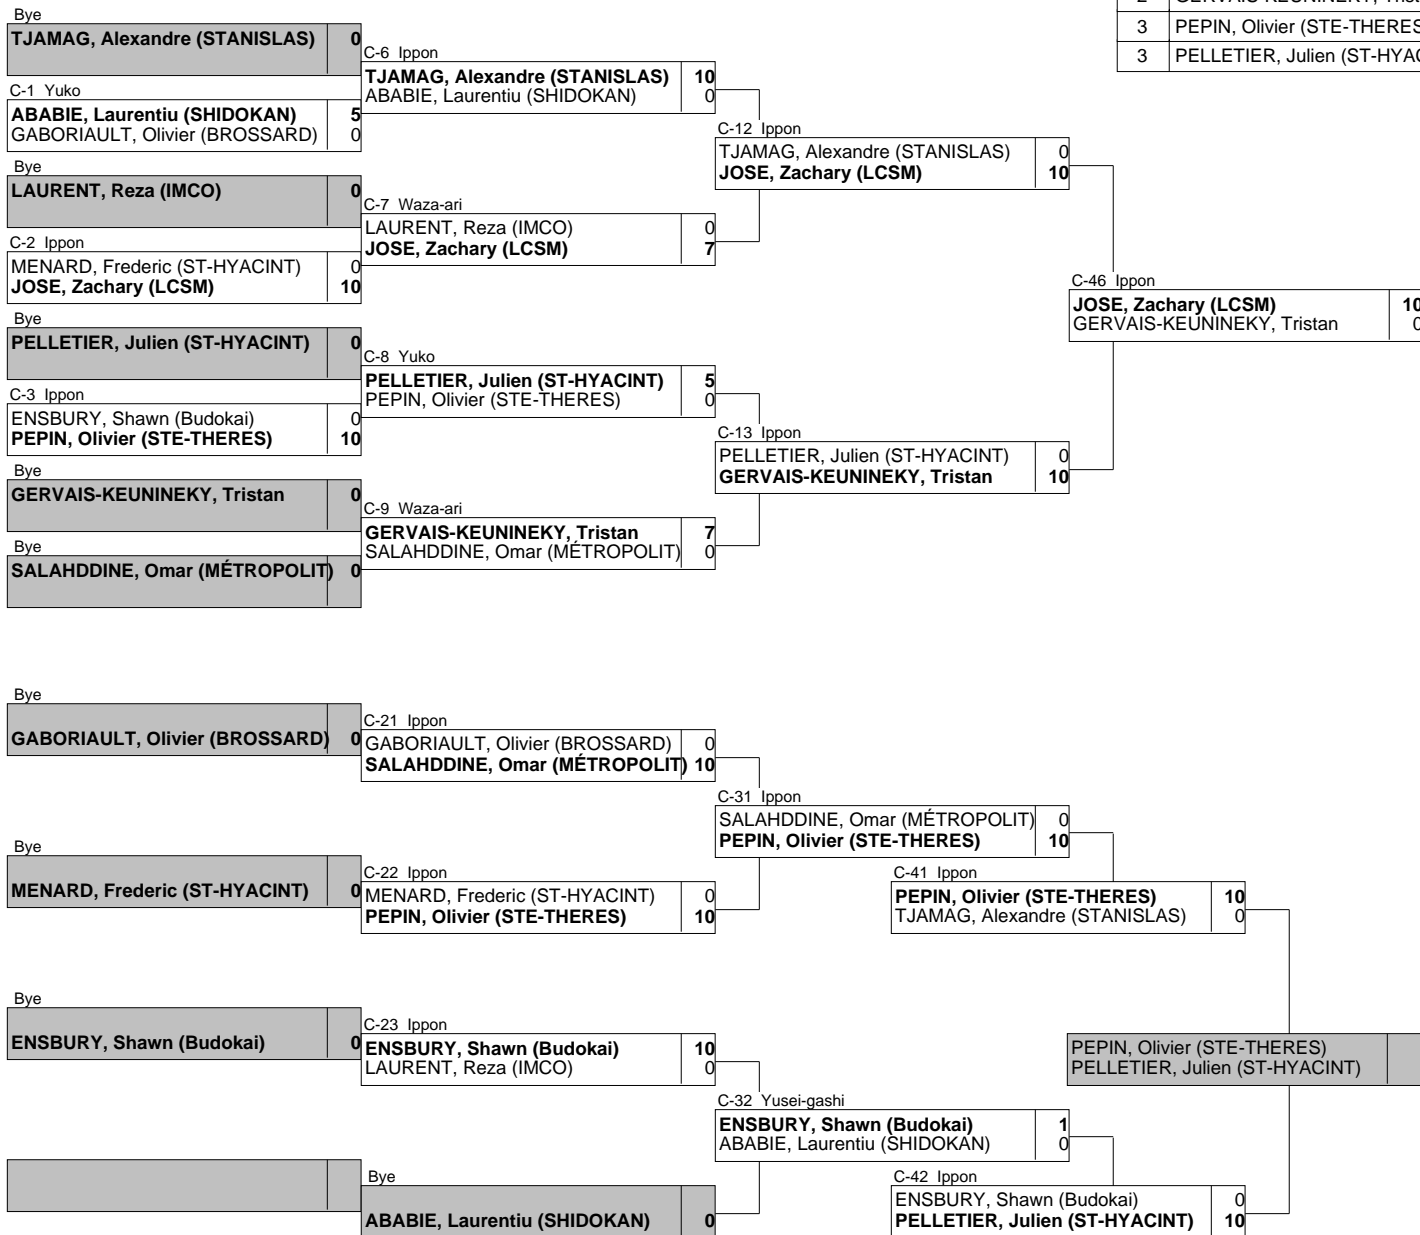 2 GERVAIS-KEUNINEKY, Trist
3 PEPIN, Olivier (STE-THERES
3 PELLETIER, Julien (ST-HYAC
Bye
TJAMAG, Alexandre (STANISLAS) 0
C-1 Yuko
ABABIE, Laurentiu (SHIDOKAN) 5
GABORIAULT, Olivier (BROSSARD) 0
Bye
LAURENT, Reza (IMCO) 0
C-2 Ippon
MENARD, Frederic (ST-HYACINT) 0
JOSE, Zachary (LCSM) 10
Bye
PELLETIER, Julien (ST-HYACINT) 0
C-3 Ippon
ENSBURY, Shawn (Budokai) 0
PEPIN, Olivier (STE-THERES) 10
Bye
GERVAIS-KEUNINEKY, Tristan 0
Bye
SALAHDDINE, Omar (MÉTROPOLIT) 0
C-6 Ippon
TJAMAG, Alexandre (STANISLAS) 10
ABABIE, Laurentiu (SHIDOKAN) 0
C-7 Waza-ari
LAURENT, Reza (IMCO) 0
JOSE, Zachary (LCSM) 7
C-8 Yuko
PELLETIER, Julien (ST-HYACINT) 5
PEPIN, Olivier (STE-THERES) 0
C-9 Waza-ari
GERVAIS-KEUNINEKY, Tristan 7
SALAHDDINE, Omar (MÉTROPOLIT) 0
C-12 Ippon
TJAMAG, Alexandre (STANISLAS) 0
JOSE, Zachary (LCSM) 10
C-13 Ippon
PELLETIER, Julien (ST-HYACINT) 0
GERVAIS-KEUNINEKY, Tristan 10
C-46 Ippon
JOSE, Zachary (LCSM) 10
GERVAIS-KEUNINEKY, Tristan 0
Bye
GABORIAULT, Olivier (BROSSARD) 0
Bye
MENARD, Frederic (ST-HYACINT) 0
Bye
ENSBURY, Shawn (Budokai) 0
C-21 Ippon
GABORIAULT, Olivier (BROSSARD) 0
SALAHDDINE, Omar (MÉTROPOLIT) 10
C-22 Ippon
MENARD, Frederic (ST-HYACINT) 0
PEPIN, Olivier (STE-THERES) 10
C-23 Ippon
ENSBURY, Shawn (Budokai) 10
LAURENT, Reza (IMCO) 0
Bye
ABABIE, Laurentiu (SHIDOKAN) 0
C-31 Ippon
SALAHDDINE, Omar (MÉTROPOLIT) 0
PEPIN, Olivier (STE-THERES) 10
C-32 Yusei-gashi
ENSBURY, Shawn (Budokai) 1
ABABIE, Laurentiu (SHIDOKAN) 0
C-41 Ippon
PEPIN, Olivier (STE-THERES) 10
TJAMAG, Alexandre (STANISLAS) 0
C-42 Ippon
ENSBURY, Shawn (Budokai) 0
PELLETIER, Julien (ST-HYACINT) 10
PEPIN, Olivier (STE-THERES)
PELLETIER, Julien (ST-HYACINT)